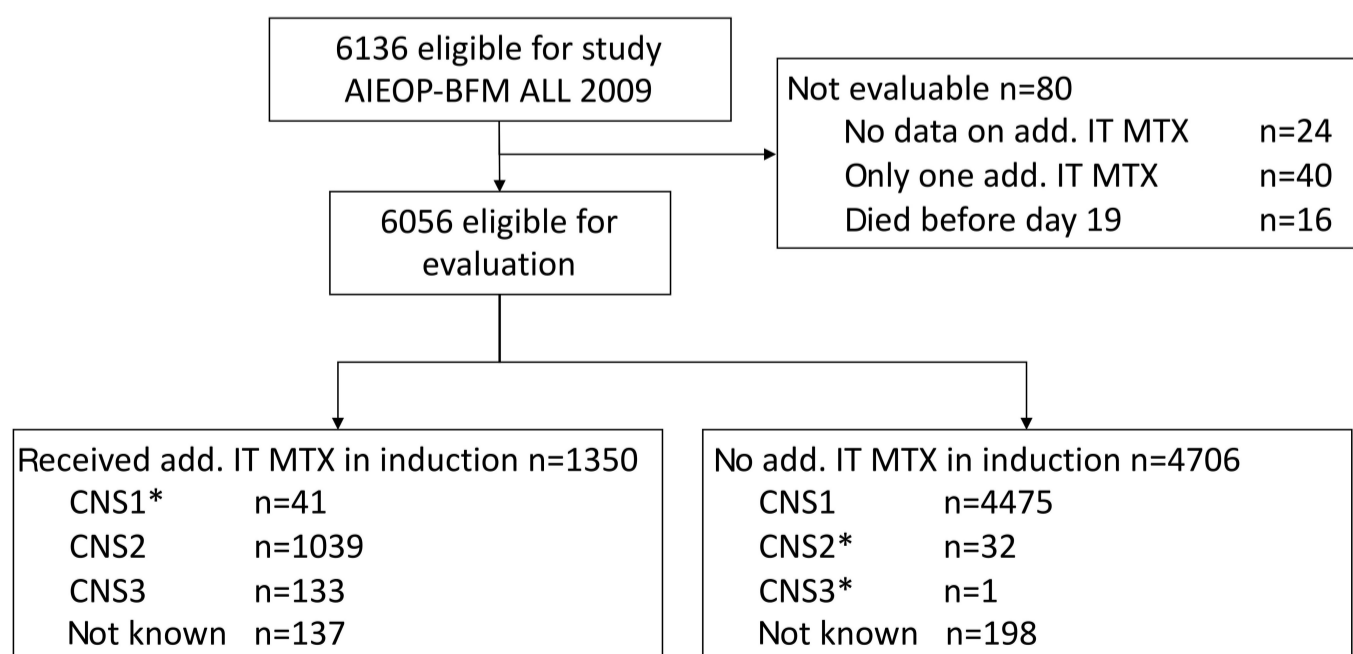 6136 eligible for study
AIEOP-BFM ALL 2009
Not evaluable n=80
No data on add. IT MTX n=24
Only one add. IT MTX n=40
Died before day 19 n=16
6056 eligible for
evaluation
Received add. IT MTX in induction n=1350
CNS1* n=41
CNS2 n=1039
CNS3 n=133
Not known n=137
No add. IT MTX in induction n=4706
CNS1 n=4475
CNS2* n=32
CNS3* n=1
Not known n=198